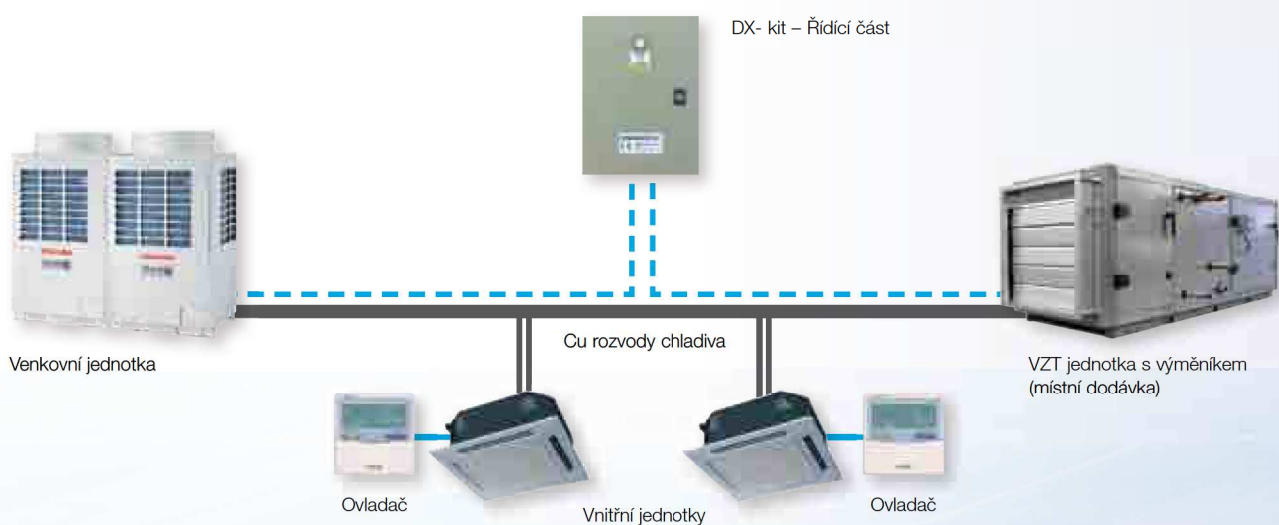 DX- kit – Řídící část
Venkovní jednotka
Cu rozvody chladiva
VZT jednotka s výměníkem
(místní dodávka)
Ovladač
Vnitřní jednotky
Ovladač